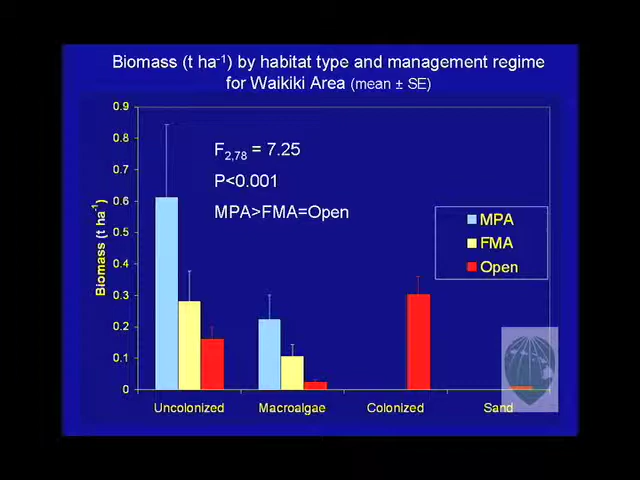 Biomass (t ha-1) by habitat type and management regime
for Waikiki Area (mean ± SE)
0.9
0.8
0.7
0.6
0.5
0.4
0.3
0.2
0.1
0
Biomass (t ha-1)
F2,78 = 7.25
P<0.001
MPA>FMA=Open
MPA
FMA
Open
Uncolonized Macroalgae Colonized Sand